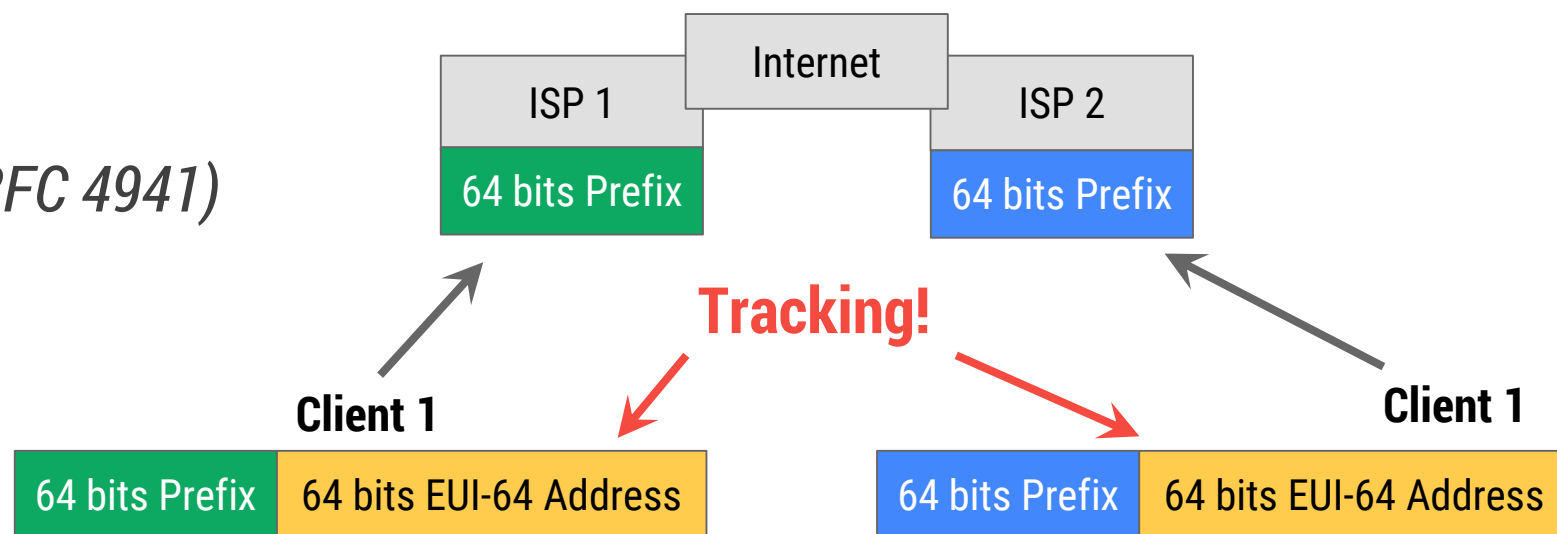 Internet
ISP 1
ISP 2
FC 4941)
64 bits Prefix
64 bits Prefix
Tracking!
Client 1
Client 1
64 bits Prefix
64 bits EUI-64 Address
64 bits Prefix
64 bits EUI-64 Address